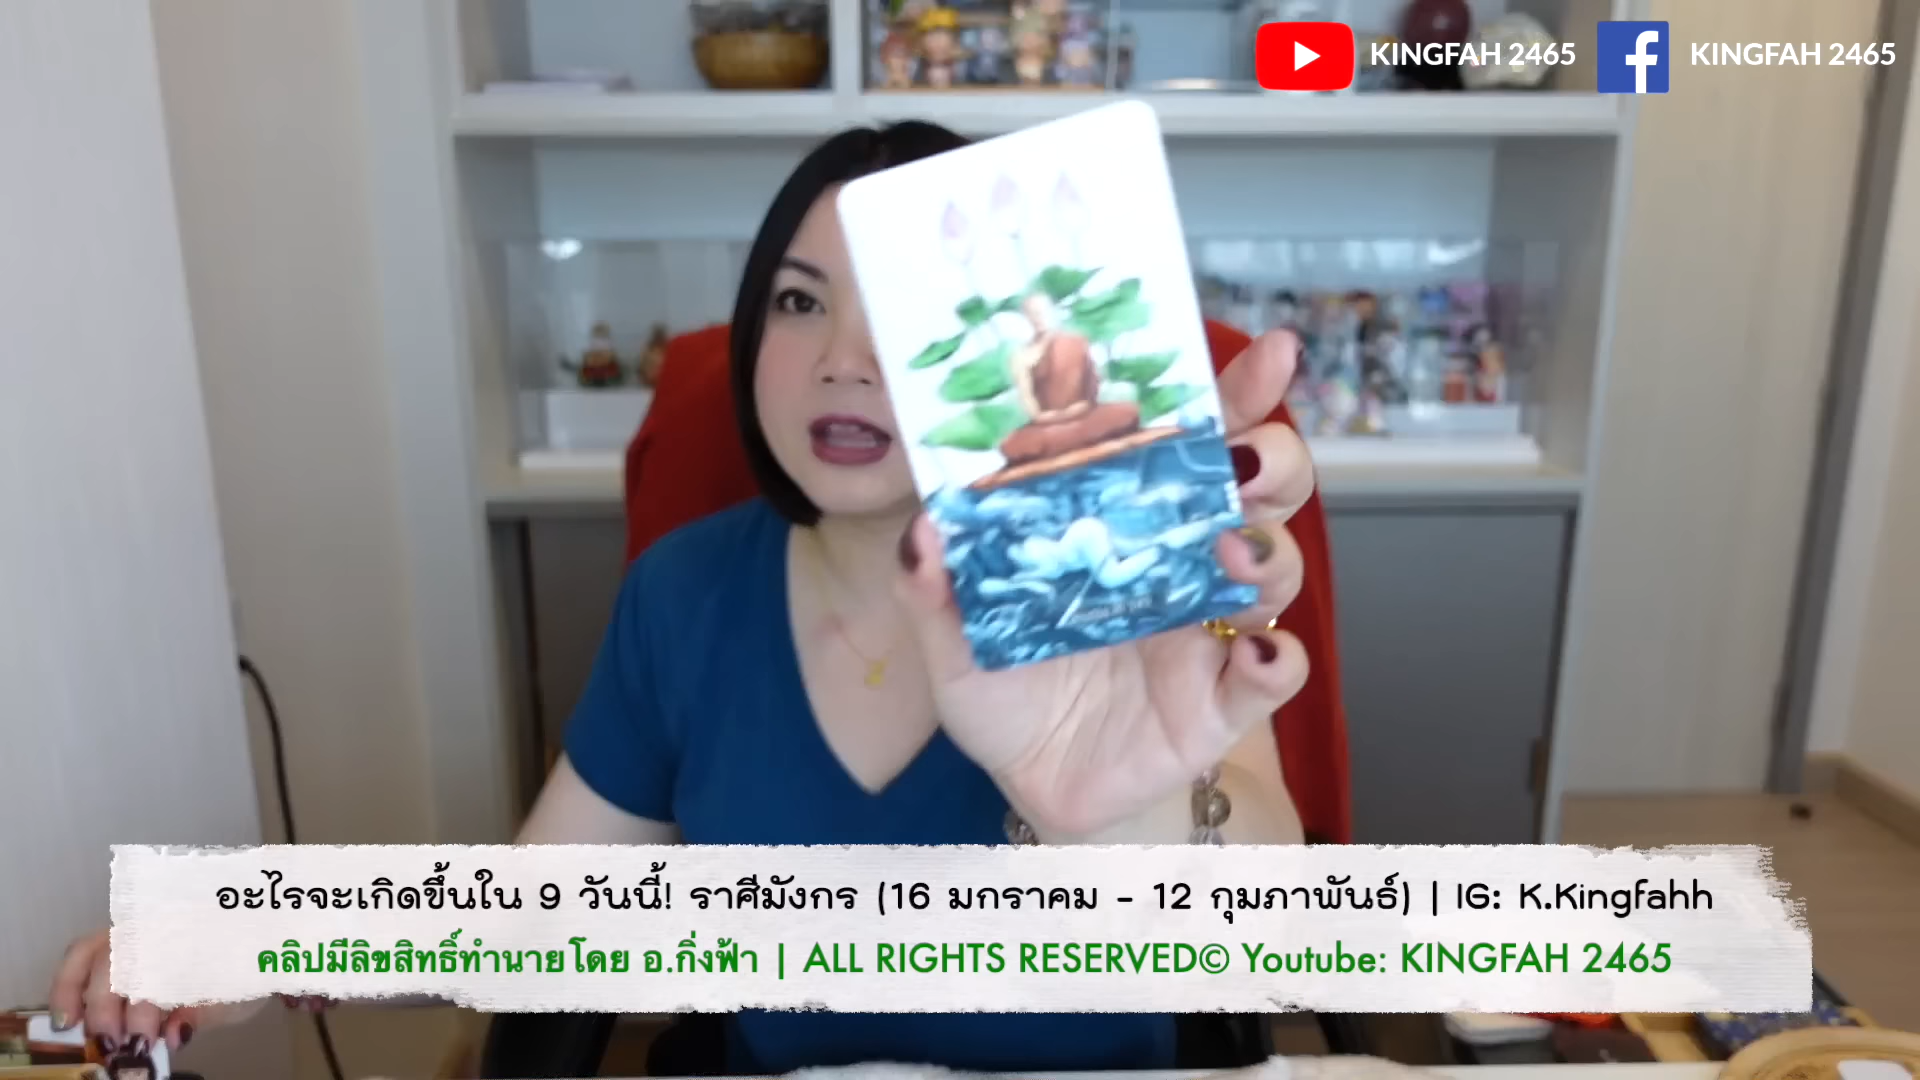 KINGFAH 2465
KINGFAH 2465
อะไรจะเกิดขึ้นใน 9 วันนี้! ราศีมังกร (16 มกราคม - 12 กุมภาพันธ์) | IG: K.Kingfahh
คลิปมีลิขสิทธิ์ทำนายโดย อ.กิ่งฟ้า | ALL RIGHTS RESERVED© Youtube: KINGFAH 2465